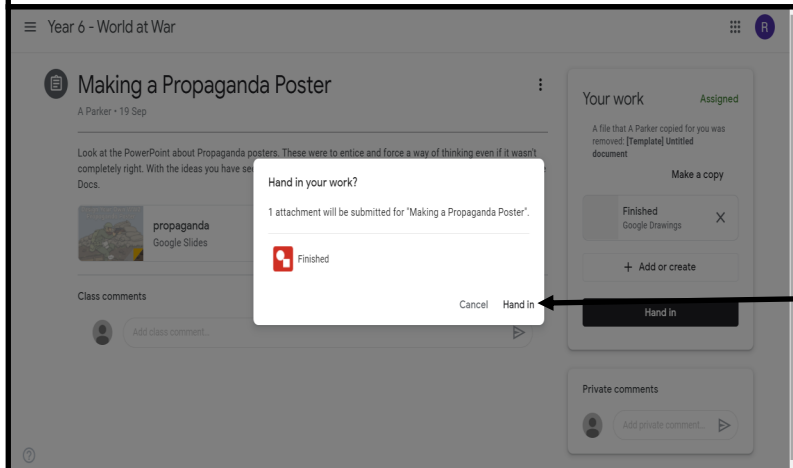 Year 6 - World at War
R
Making a Propaganda Poster
A Parker • 19 Sep
Look at the PowerPoint about Propaganda posters. These were to entice and force a way of thinking even if it wasn't
completely right. With the ideas you have
Docs.
propaganda
Google Slides
Class comments
Add class comment...
Hand in your work?
1 attachment will be submitted for "Making a Propaganda Poster".
Finished
Cancel Hand in
Your work Assigned
A file that A Parker copied for you was
removed: [Template] Untitled
document
Make a copy
Finished
Google Drawings
+ Add or create
Hand in
Private comments
Add private comment...